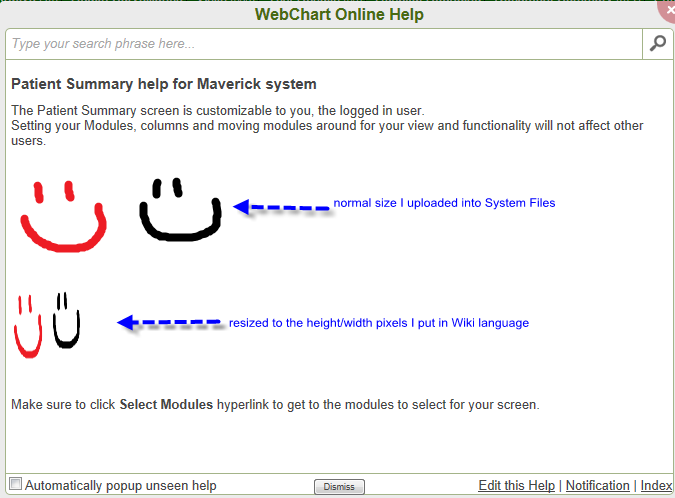 WebChart Online Help
Type your search phrase here...
Patient Summary help for Maverick system
The Patient Summary screen is customizable to you, the logged in user.
Setting your Modules, columns and moving modules around for your view and functionality will not affect other
users.
normal size I uploaded into System Files
resized to the height/width pixels I put in Wiki language
Make sure to click Select Modules hyperlink to get to the modules to select for your screen.
Automatically popup unseen help
Dismiss
Edit this Help | Notification | Index